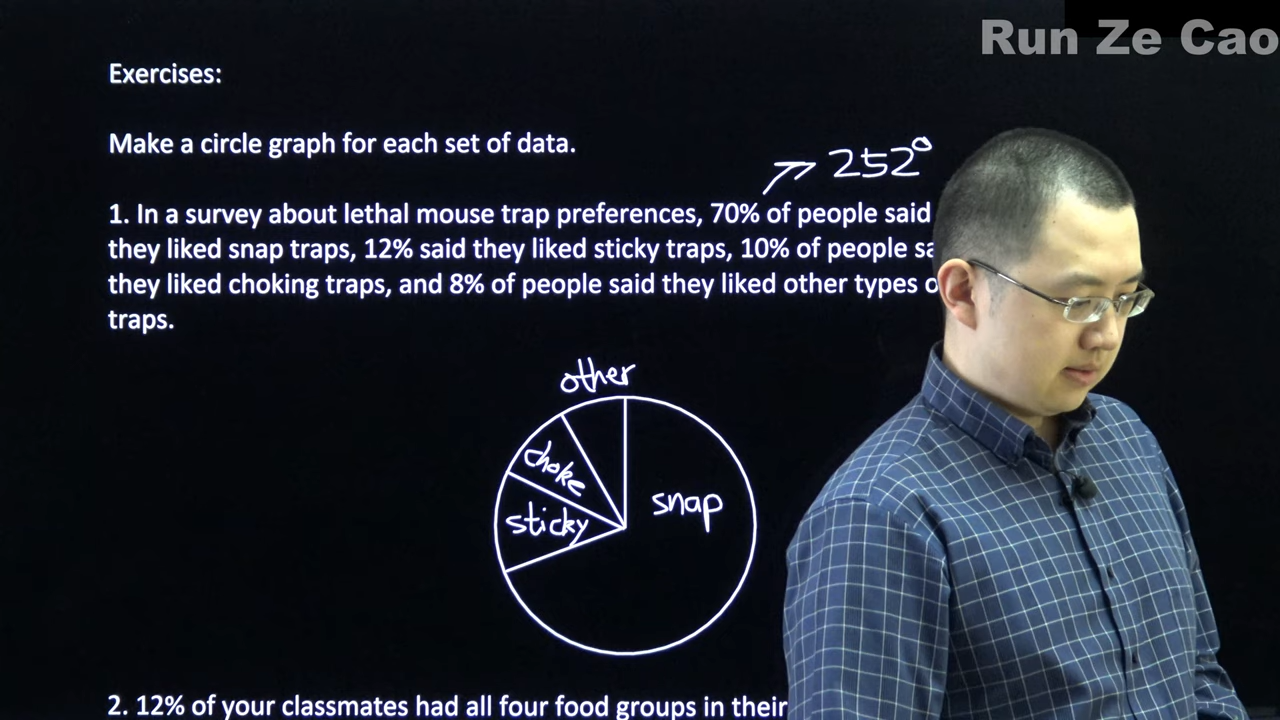 Run Ze Cao
Exercises:
Make a circle graph for each set of data.
252°
1. In a survey about lethal mouse trap preferences, 70% of people said
they liked snap traps, 12% said they liked sticky traps, 10% of people
they liked choking traps, and 8% of people said they liked other types
traps.
other
choke
sticky
snap
2. 12% of your classmates had all four food groups in their